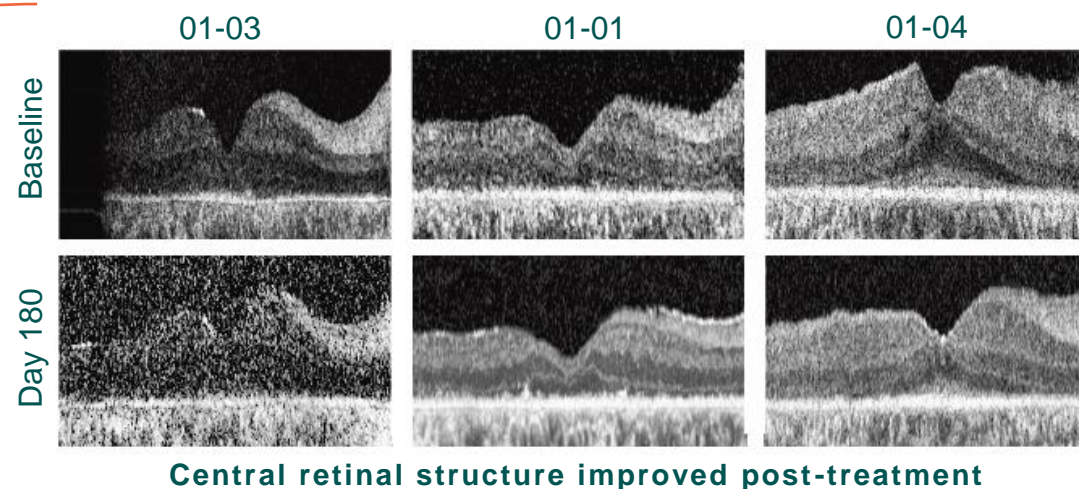 01-03 01-01 01-04
Baseline
Day 180
Central retinal structure improved post-treatment